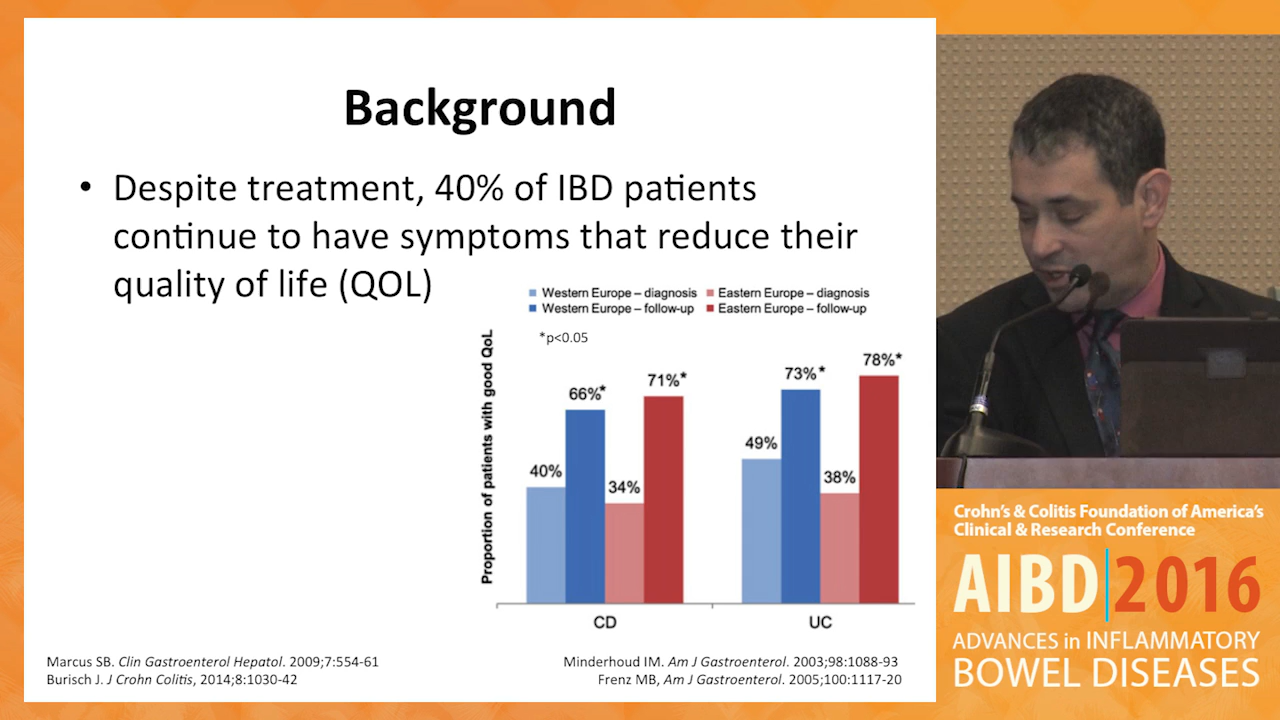 Background
• Despite treatment, 40% of IBD patients
continue to have symptoms that reduce their
quality of life (QOL)
Western Europe – diagnosis
Eastern Europe – diagnosis
Western Europe – follow-up
Eastern Europe – follow-up
*p<0.05
Proportion of patients with good QoL
40%
66%*
34%
71%*
49%
73%*
38%
78%*
CD
UC
Marcus SB. Clin Gastroenterol Hepatol. 2009;7:554-61
Burisch J. J Crohn Colitis, 2014;8:1030-42
Minderhoud IM. Am J Gastroenterol. 2003;98:1088-93
Frenz MB, Am J Gastroenterol. 2005;100:1117-20
Crohn's & Colitis Foundation of America's
Clinical & Research Conference
AIBD|2016
ADVANCES in INFLAMMATORY
BOWEL DISEASES